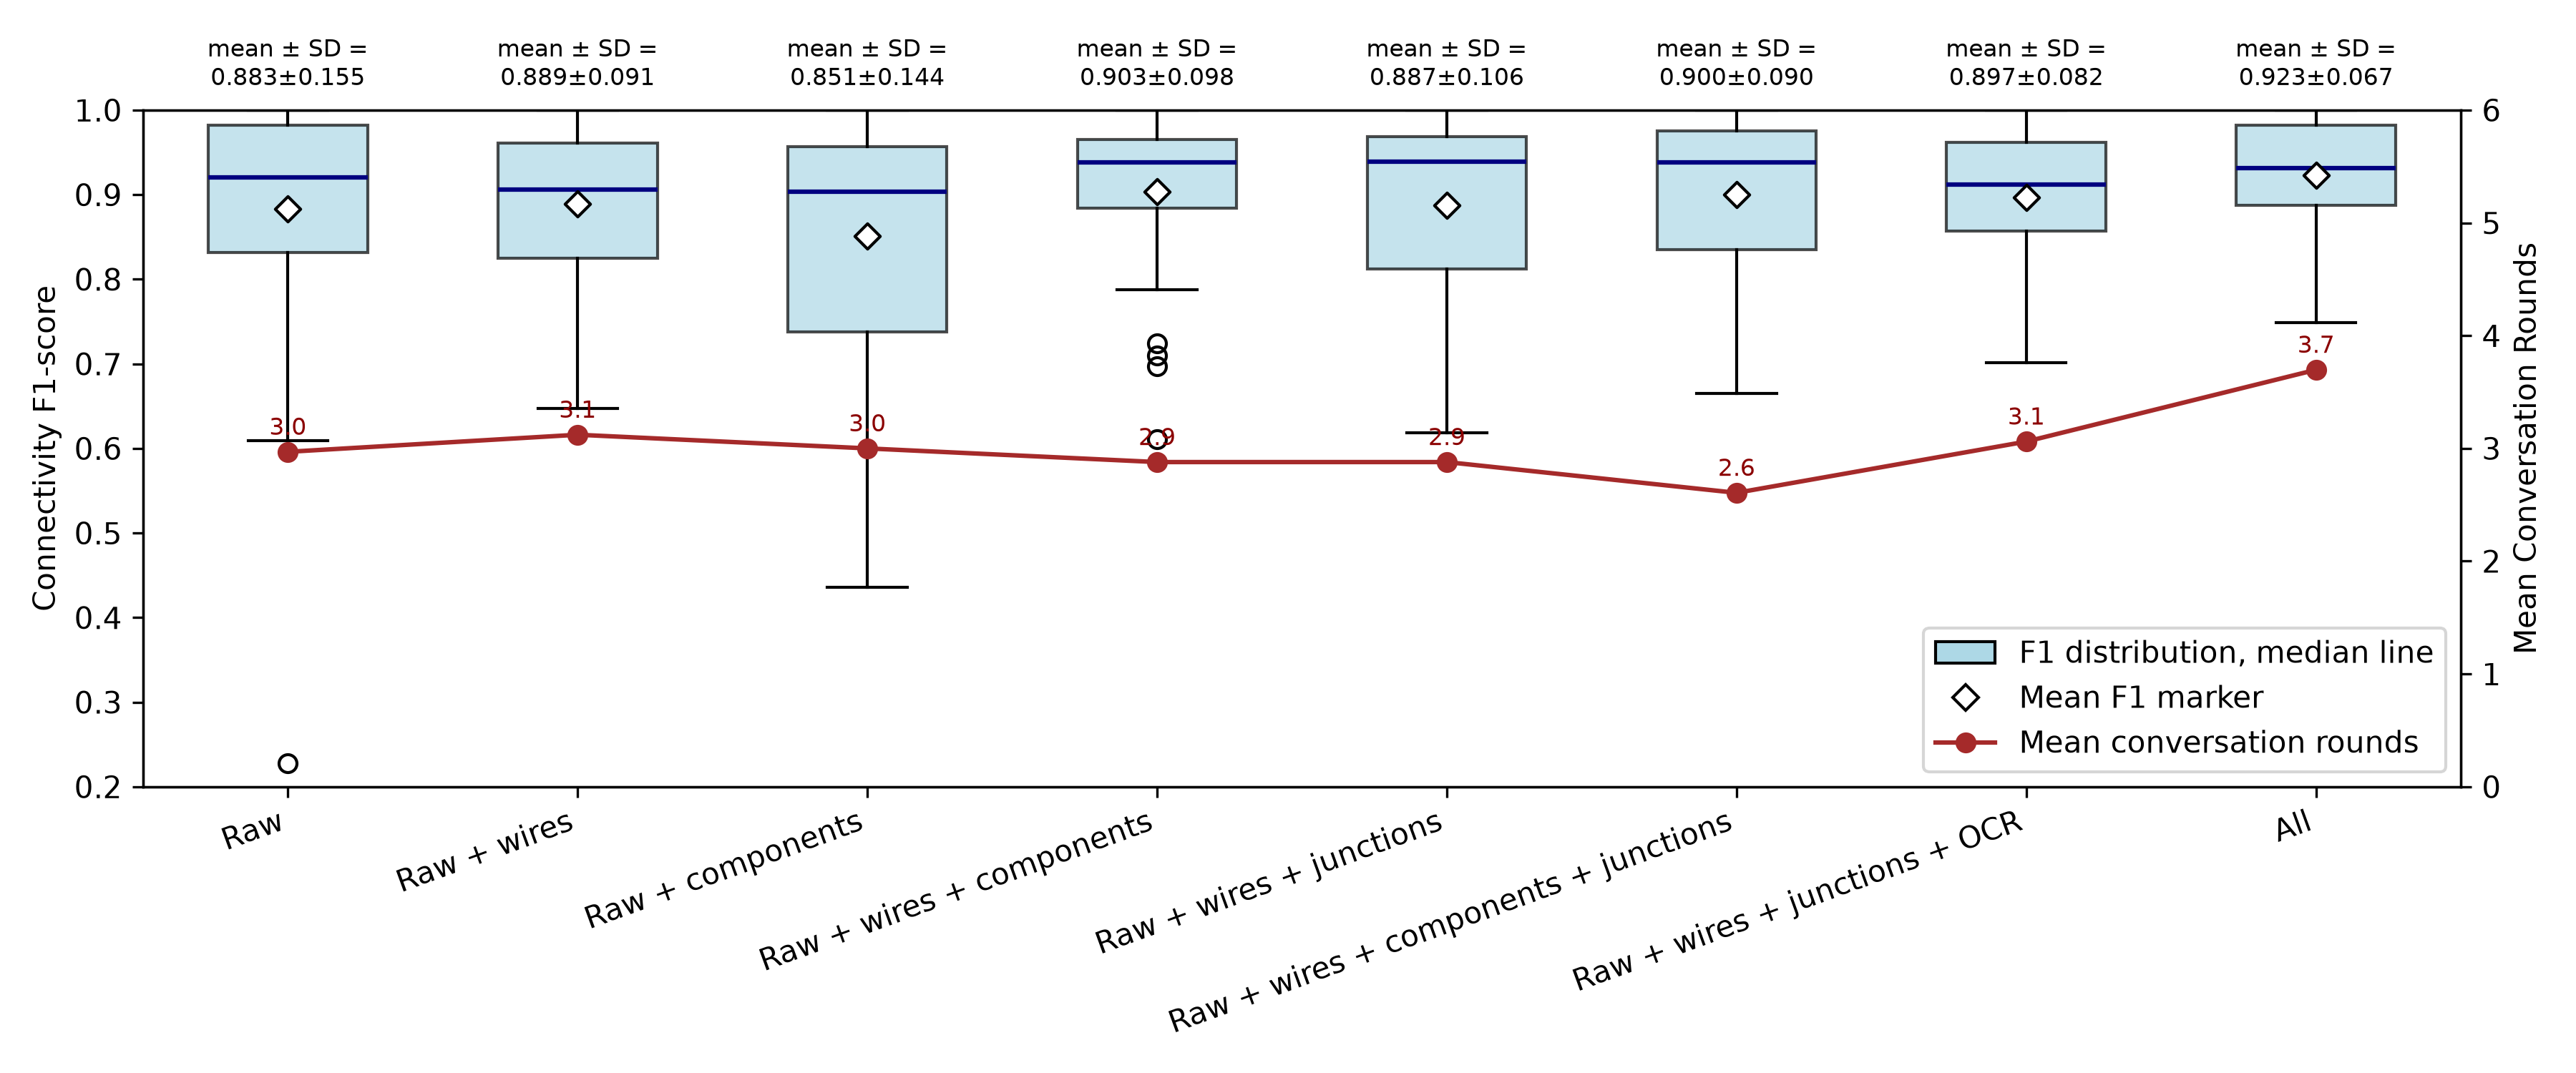 mean ± SD =
0.883±0.155
mean ± SD =
0.889±0.091
mean ± SD =
0.851±0.144
mean ± SD =
0.903±0.098
mean ± SD =
0.887±0.106
mean ± SD =
0.900±0.090
mean ± SD =
0.897±0.082
mean ± SD =
0.923±0.067
Connectivity F1-score
1.0
0.9
0.8
0.7
0.6
0.5
0.4
0.3
0.2
3.0
3.1
3.0
2.9
2.9
2.6
3.1
3.7
6
5
4
3
2
1
0
Mean Conversation Rounds
F1 distribution, median line
Mean F1 marker
Mean conversation rounds
Raw
Raw + wires
Raw + components
Raw + wires + components
Raw + wires + junctions
Raw + wires + components + junctions
Raw + wires + junctions + OCR
All